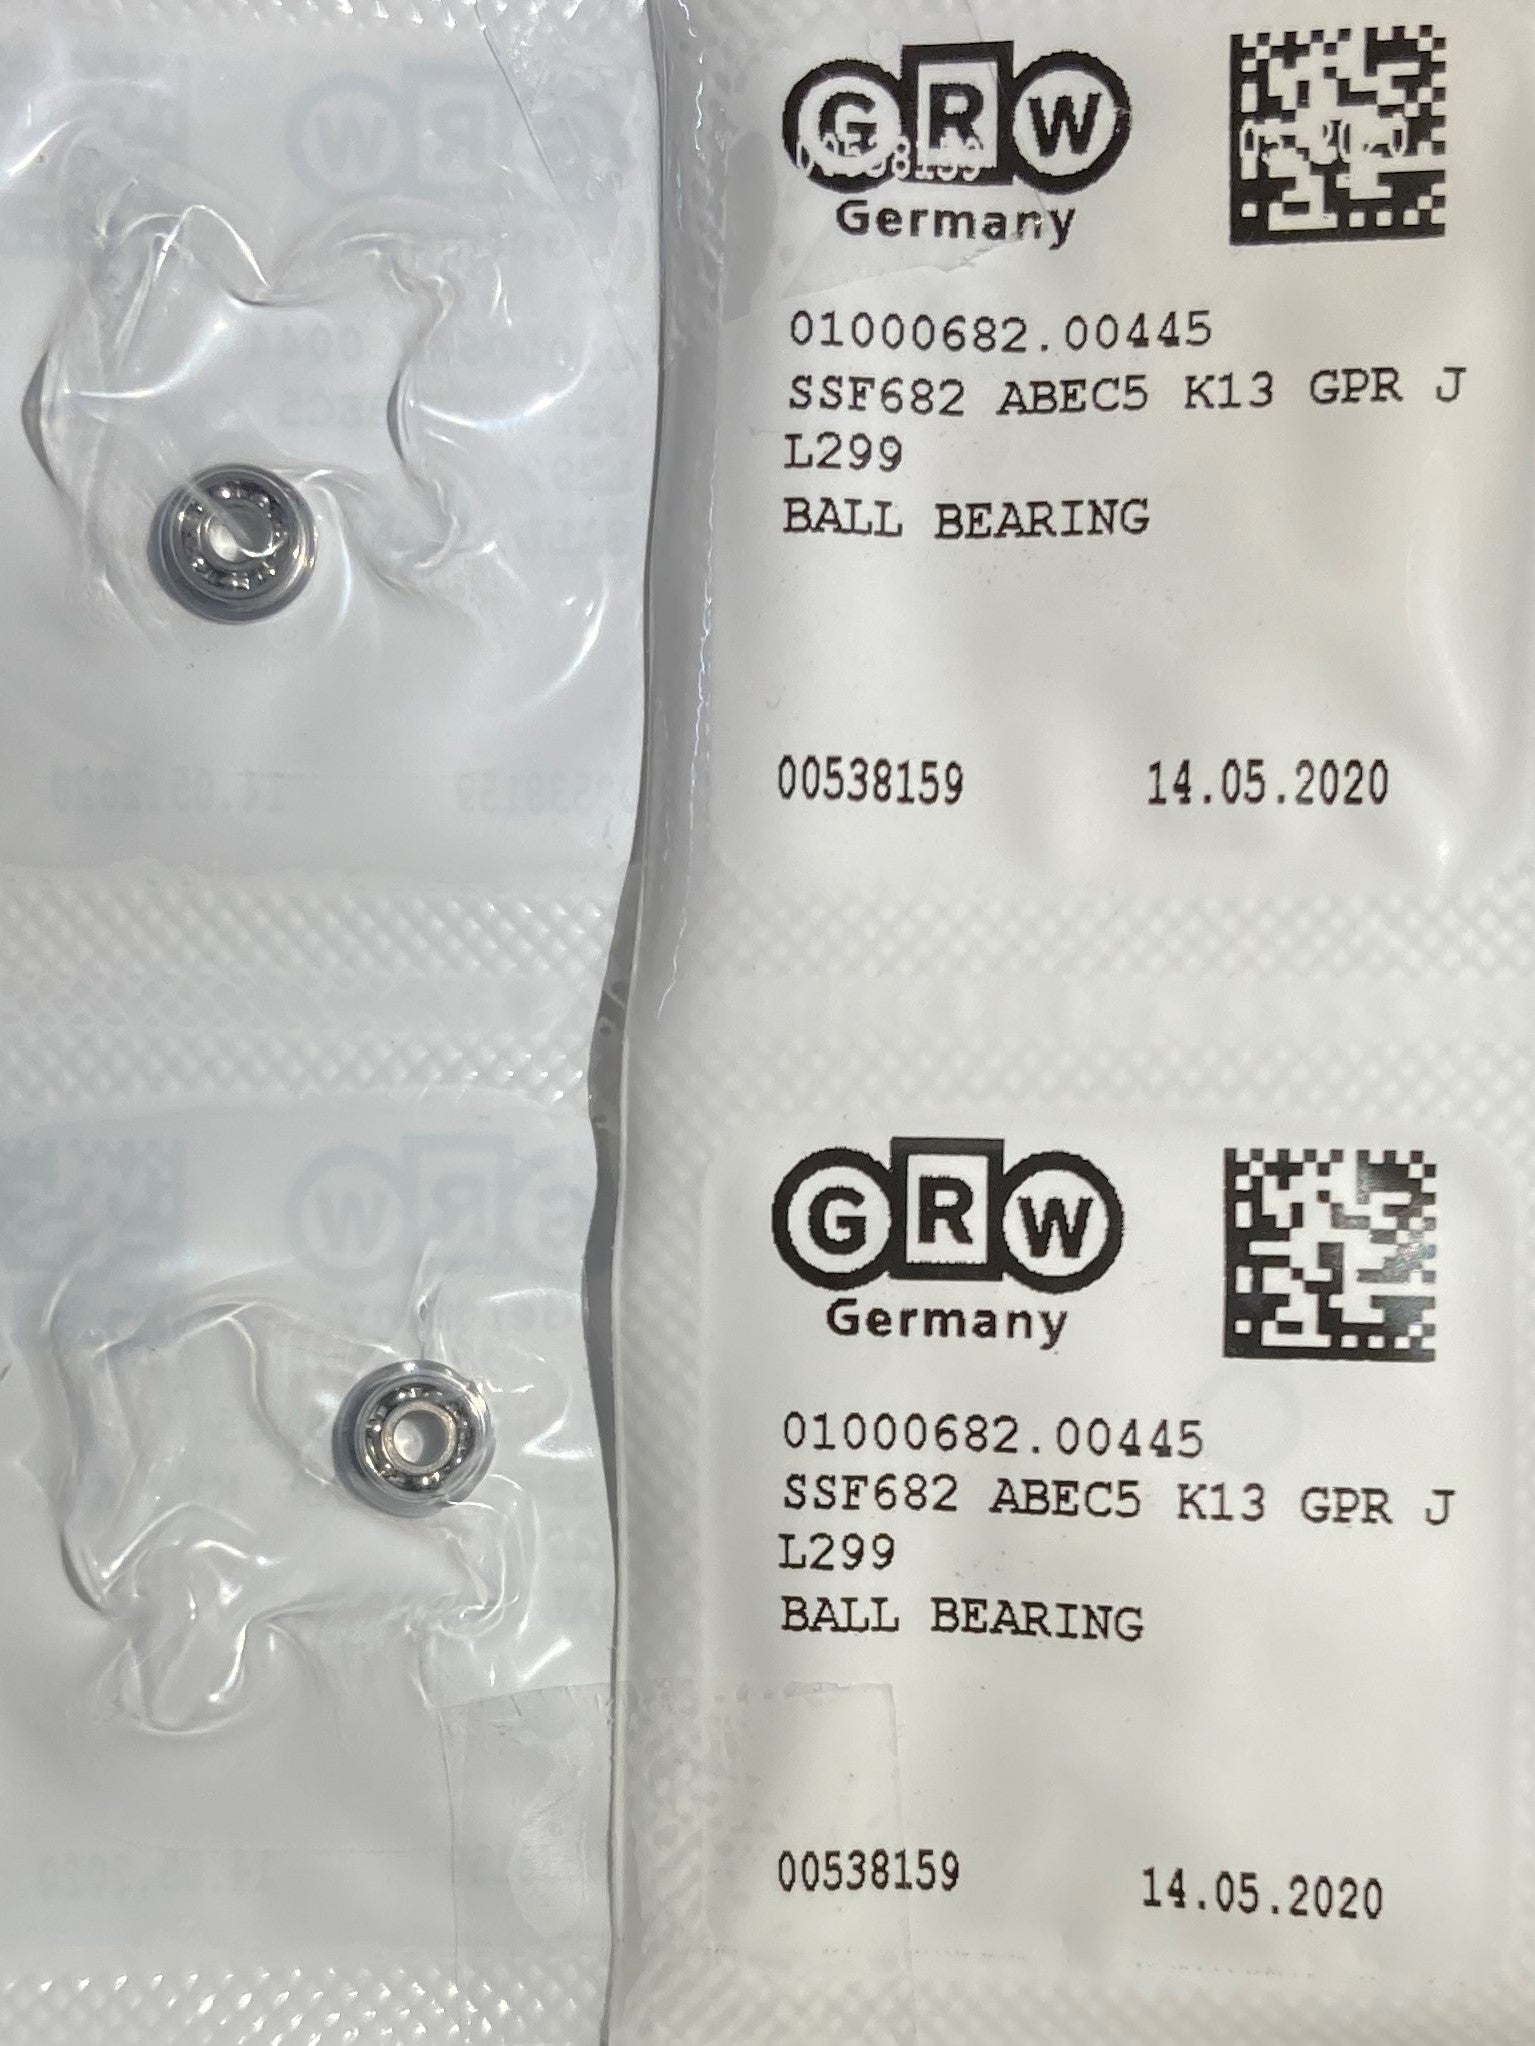 GRW
Germany
01000682.00445
SSF682 ABEC5 K13 GPR J
L299
BALL BEARING
00538159 14.05.2020
GRW
Germany
01000682.00445
SSF682 ABEC5 K13 GPR J
L299
BALL BEARING
00538159 14.05.2020